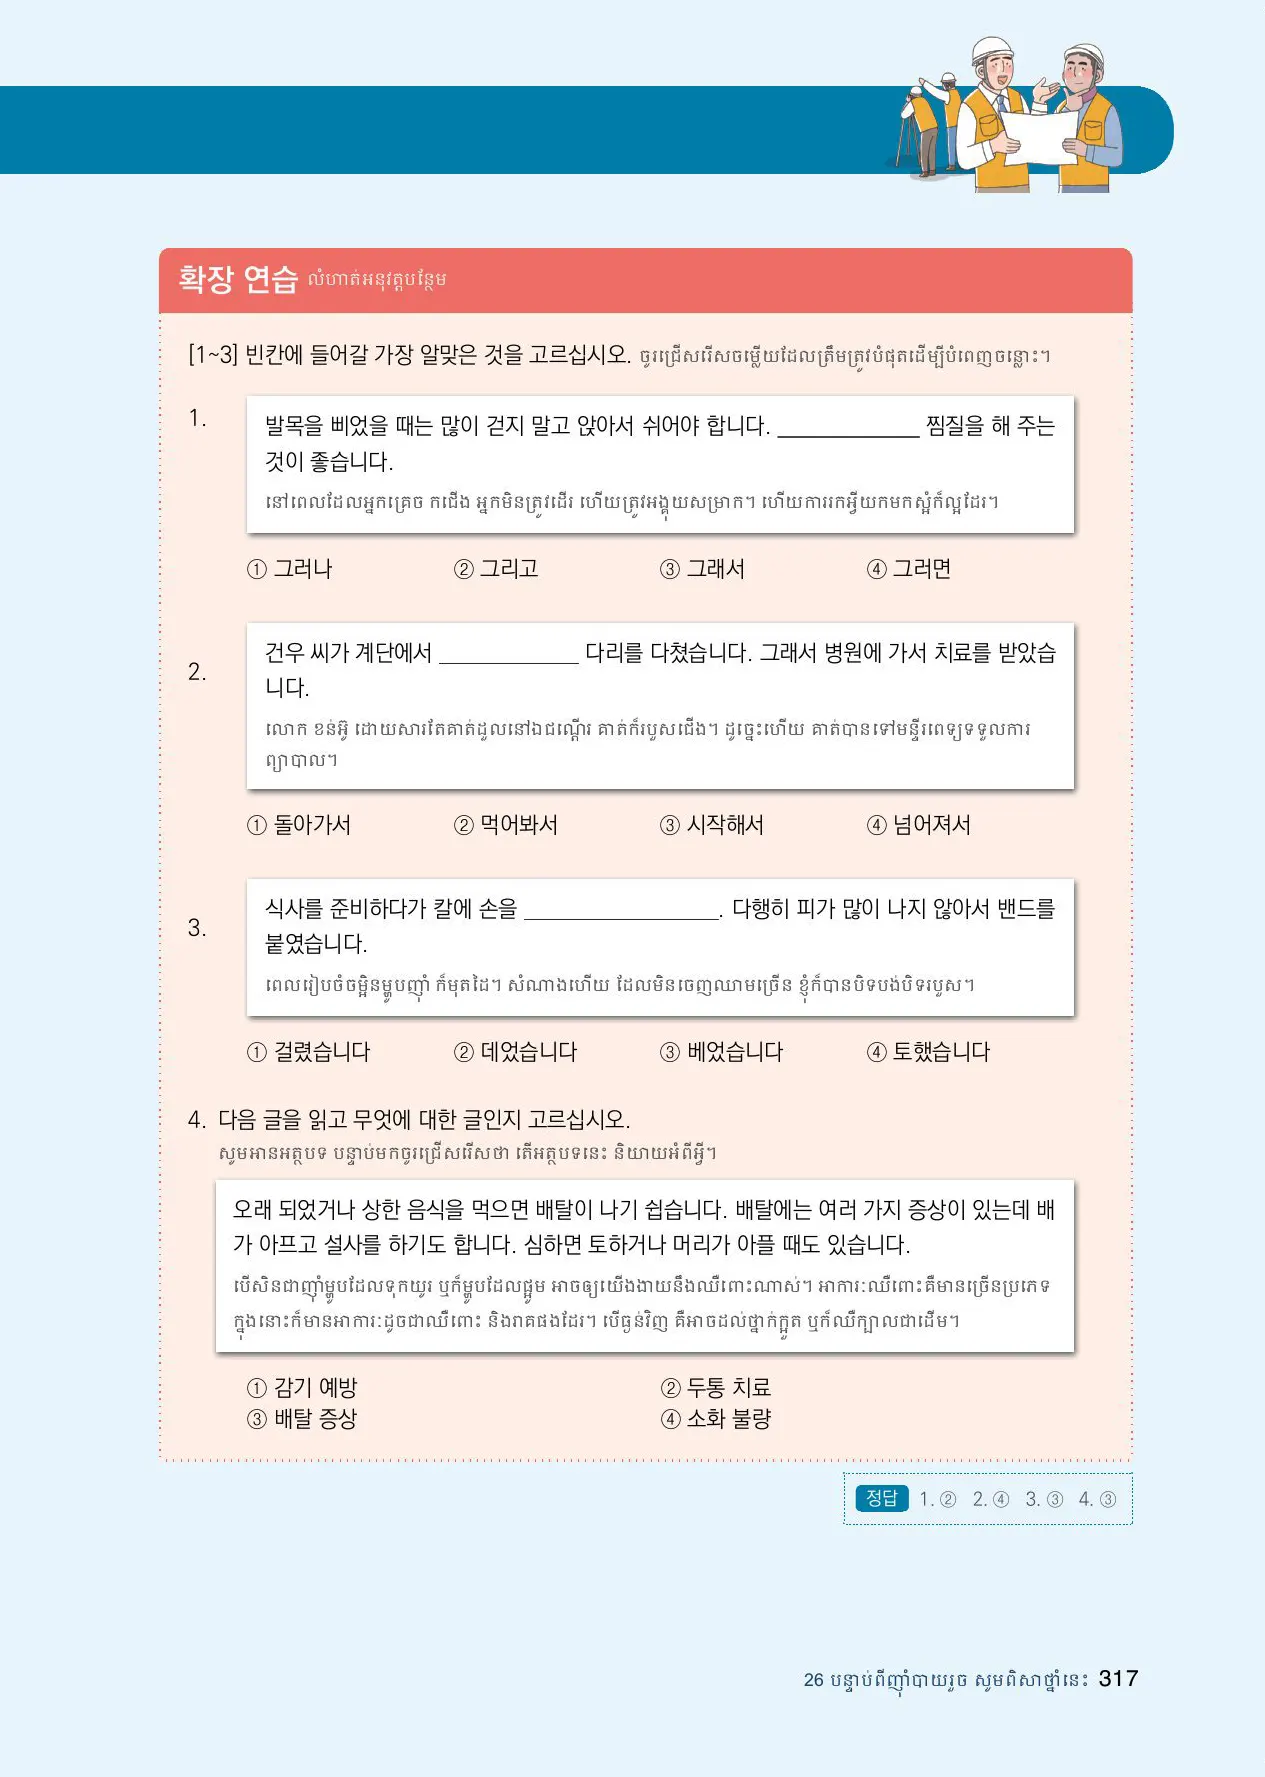 확장 연습 លំហាត់អនុវត្តបន្ថែម
[1~3] 빈칸에 들어갈 가장 알맞은 것을 고르십시오. ចូរជ្រើសរើសចម្លើយដែលត្រឹមត្រូវបំផុតដើម្បីបំពេញចន្លោះ។
1.
발목을 삐었을 때는 많이 걷지 말고 앉아서 쉬어야 합니다. ____________ 찜질을 해 주는
것이 좋습니다.
នៅពេលដែលអ្នកគ្រេច កជើង អ្នកមិនត្រូវដើរ ហើយត្រូវអង្គុយសម្រាក។ ហើយការរកអ្វីយកមកស្អំក៏ល្អដែរ។
① 그러나 ② 그리고 ③ 그래서 ④ 그러면
2.
건우 씨가 계단에서 ____________ 다리를 다쳤습니다. 그래서 병원에 가서 치료를 받았습
니다.
លោក ខន់អ៊ូ ដោយសារតែគាត់ដួលនៅឯជណ្តើរ គាត់ក៏របួសជើង។ ដូច្នេះហើយ គាត់បានទៅមន្ទីរពេទ្យទទួលការ
ព្យាបាល។
① 돌아가서 ② 먹어봐서 ③ 시작해서 ④ 넘어져서
3.
식사를 준비하다가 칼에 손을 ________________. 다행히 피가 많이 나지 않아서 밴드를
붙였습니다.
ពេលរៀបចំចម្អិនម្ហូបញ៉ាំ ក៏មុតដៃ។ សំណាងហើយ ដែលមិនចេញឈាមច្រើន ខ្ញុំក៏បានបិទបង់បិទរបួស។
① 걸렸습니다 ② 데었습니다 ③ 베었습니다 ④ 토했습니다
4. 다음 글을 읽고 무엇에 대한 글인지 고르십시오.
សូមអានអត្ថបទ បន្ទាប់មកចូរជ្រើសរើសថា តើអត្ថបទនេះ និយាយអំពីអ្វី។
오래 되었거나 상한 음식을 먹으면 배탈이 나기 쉽습니다. 배탈에는 여러 가지 증상이 있는데 배
가 아프고 설사를 하기도 합니다. 심하면 토하거나 머리가 아플 때도 있습니다.
បើសិនជាញ៉ាំម្ហូបដែលទុកយូរ ឬក៏ម្ហូបដែលផ្អូម អាចឲ្យយើងងាយនឹងឈឺពោះណាស់។ អាការៈឈឺពោះគឺមានច្រើនប្រភេទ
ក្នុងនោះក៏មានអាការៈដូចជាឈឺពោះ និងរាគផងដែរ។ បើធ្ងន់វិញ គឺអាចដល់ថ្នាក់ក្អួត ឬក៏ឈឺក្បាលជាដើម។
① 감기 예방 ② 두통 치료
③ 배탈 증상 ④ 소화 불량
정답 1. ② 2. ④ 3. ③ 4. ③
26 បន្ទាប់ពីញ៉ាំបាយរួច សូមពិសាថ្នាំនេះ 317